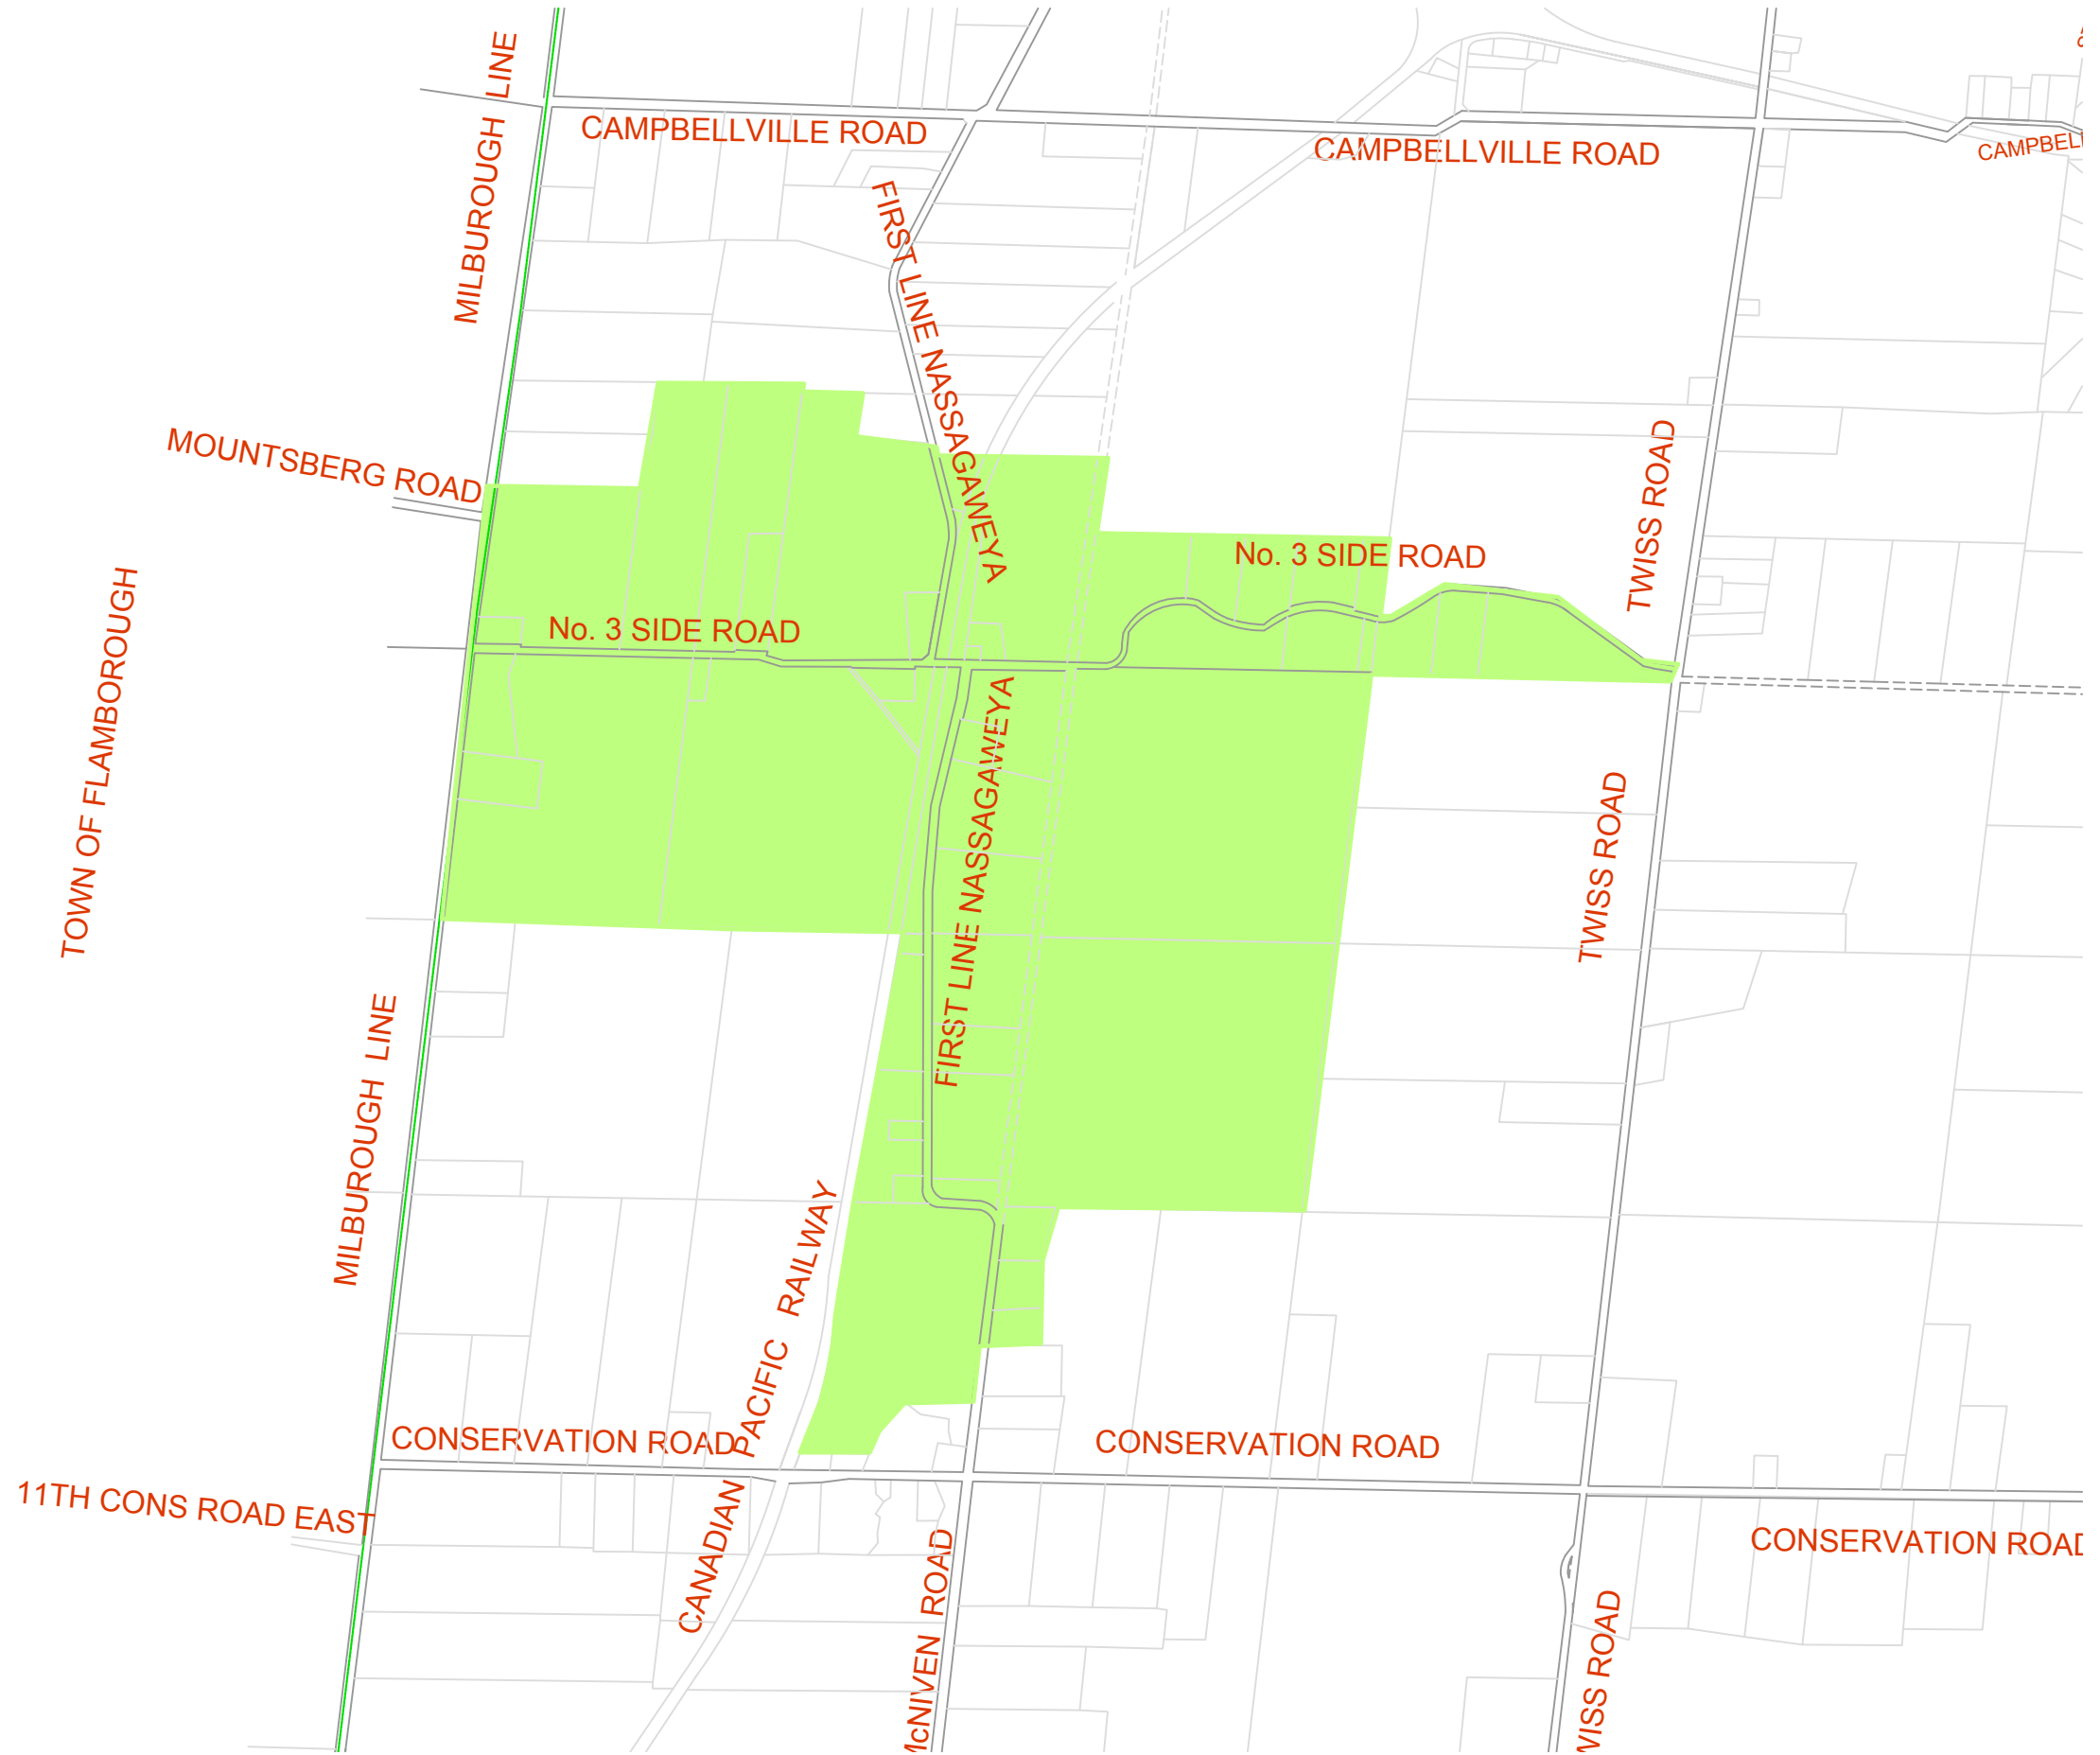 MILBUROUGH LINE
CAMPBELLVILLE ROAD
CAMPBELLVILLE ROAD
FIRST LINE NASSAGAWEYA
MOUNTSBERG ROAD
TWISS ROAD
No. 3 SIDE ROAD
No. 3 SIDE ROAD
TOWN OF FLAMBOROUGH
FIRST LINE NASSAGAWEYA
TWISS ROAD
MILBUROUGH LINE
CANADIAN PACIFIC RAILWAY
CONSERVATION ROAD
CONSERVATION ROAD
11TH CONS ROAD EAST
CONSERVATION ROAD
McNIVEN ROAD
WISS ROAD